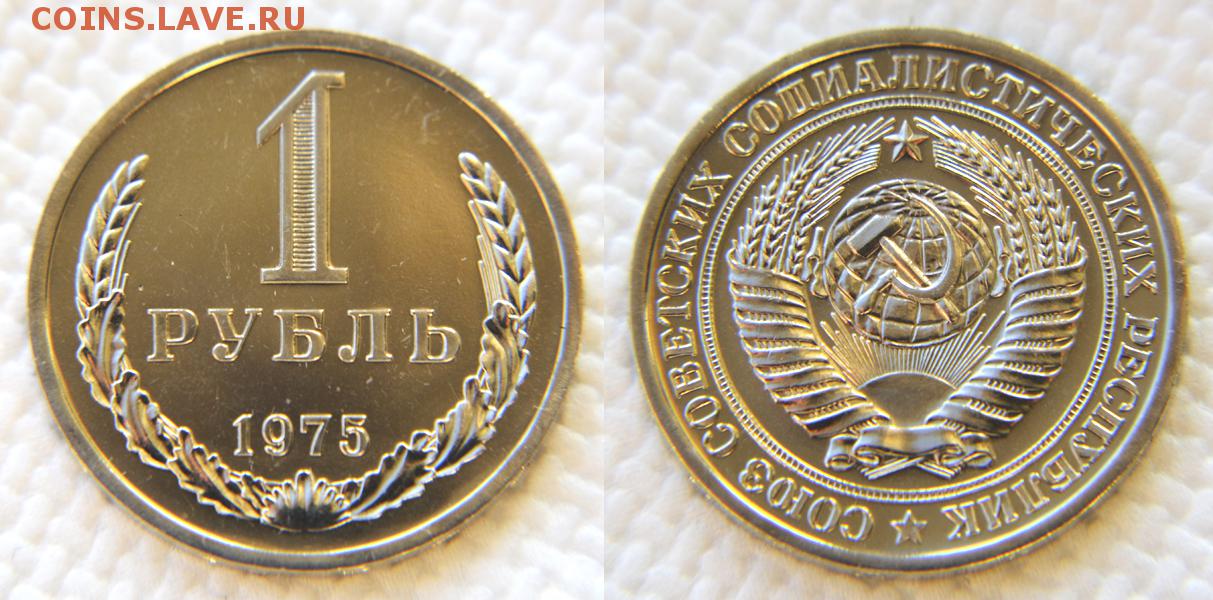 COINS.LAVE.RU
1
РУБЛЬ
1975
СОЮЗ СОВЕТСКИХ СОЦИАЛИСТИЧЕСКИХ РЕСПУБЛИК